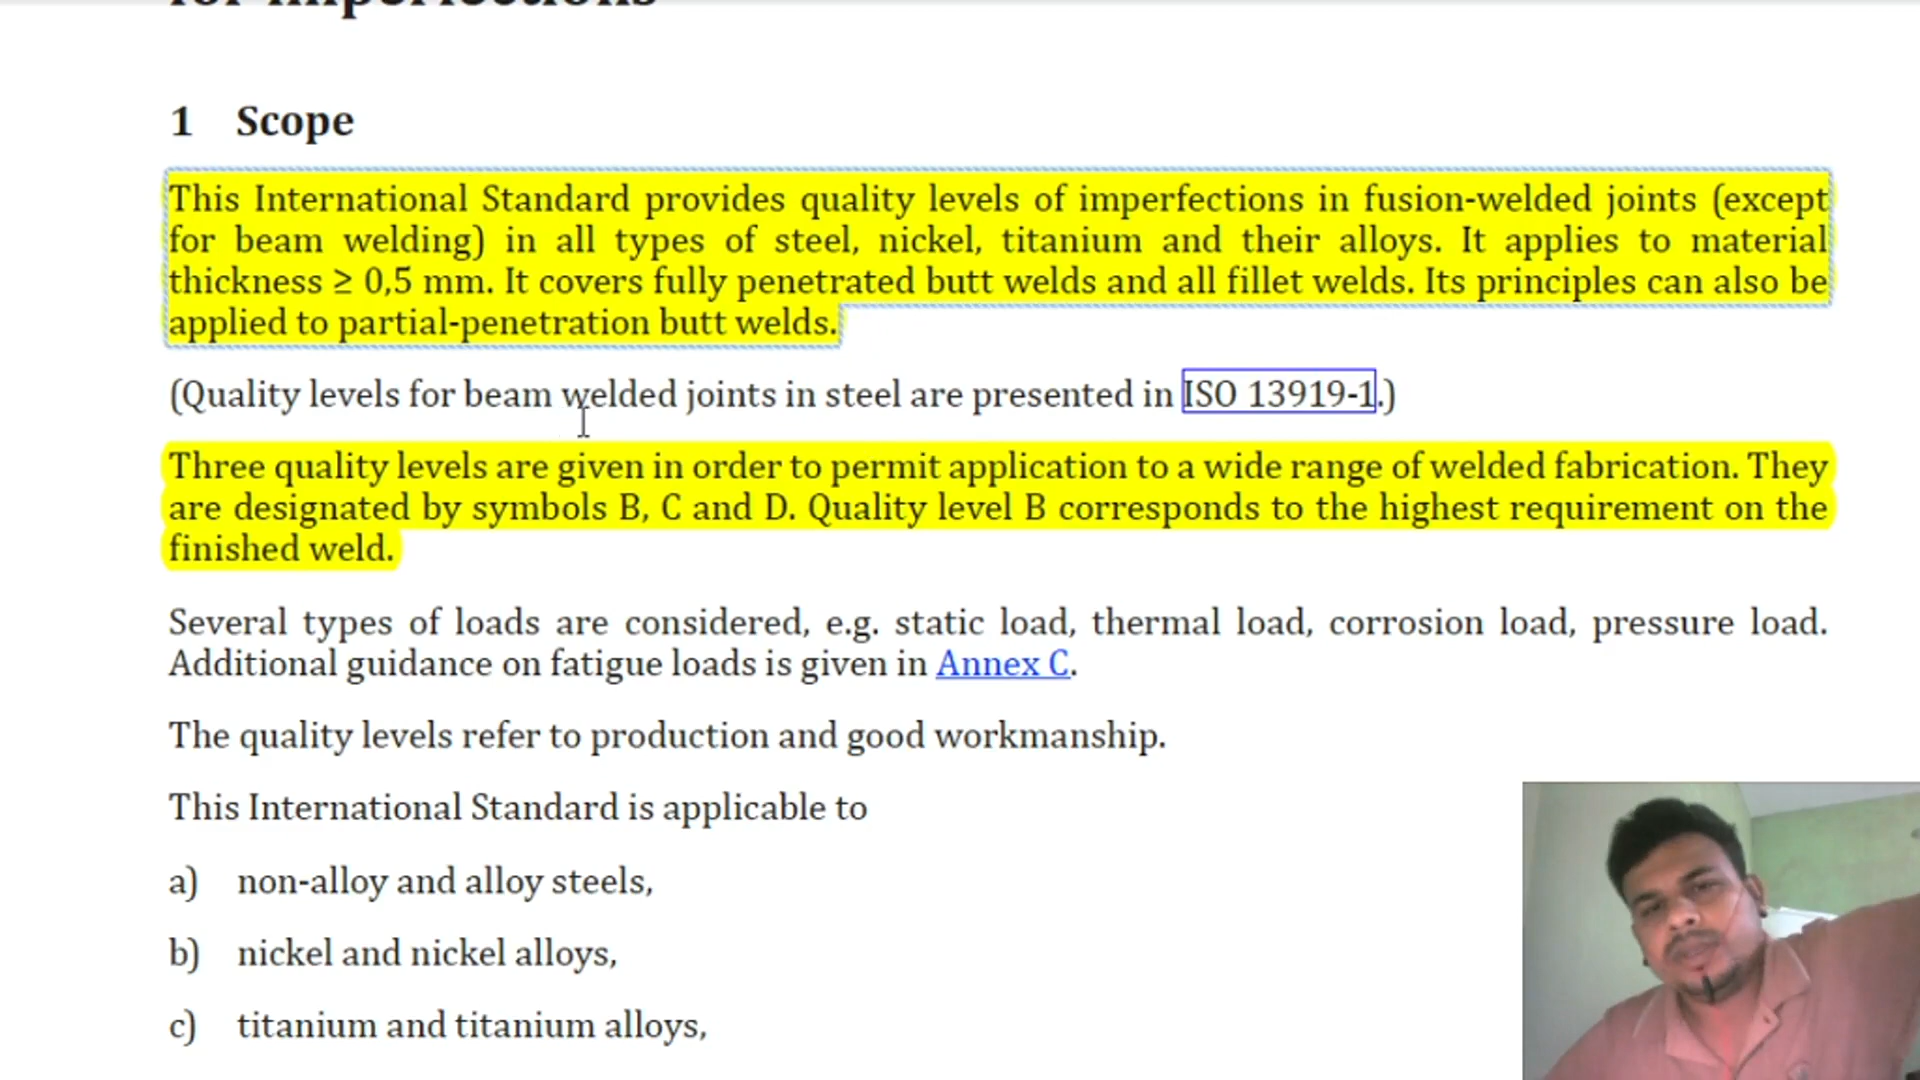 for imperfections
1 Scope
This International Standard provides quality levels of imperfections in fusion-welded joints (except
for beam welding) in all types of steel, nickel, titanium and their alloys. It applies to material
thickness ≥ 0,5 mm. It covers fully penetrated butt welds and all fillet welds. Its principles can also be
applied to partial-penetration butt welds.
(Quality levels for beam welded joints in steel are presented in ISO 13919-1.)
Three quality levels are given in order to permit application to a wide range of welded fabrication. They
are designated by symbols B, C and D. Quality level B corresponds to the highest requirement on the
finished weld.
Several types of loads are considered, e.g. static load, thermal load, corrosion load, pressure load.
Additional guidance on fatigue loads is given in Annex C.
The quality levels refer to production and good workmanship.
This International Standard is applicable to
a) non-alloy and alloy steels,
b) nickel and nickel alloys,
c) titanium and titanium alloys,